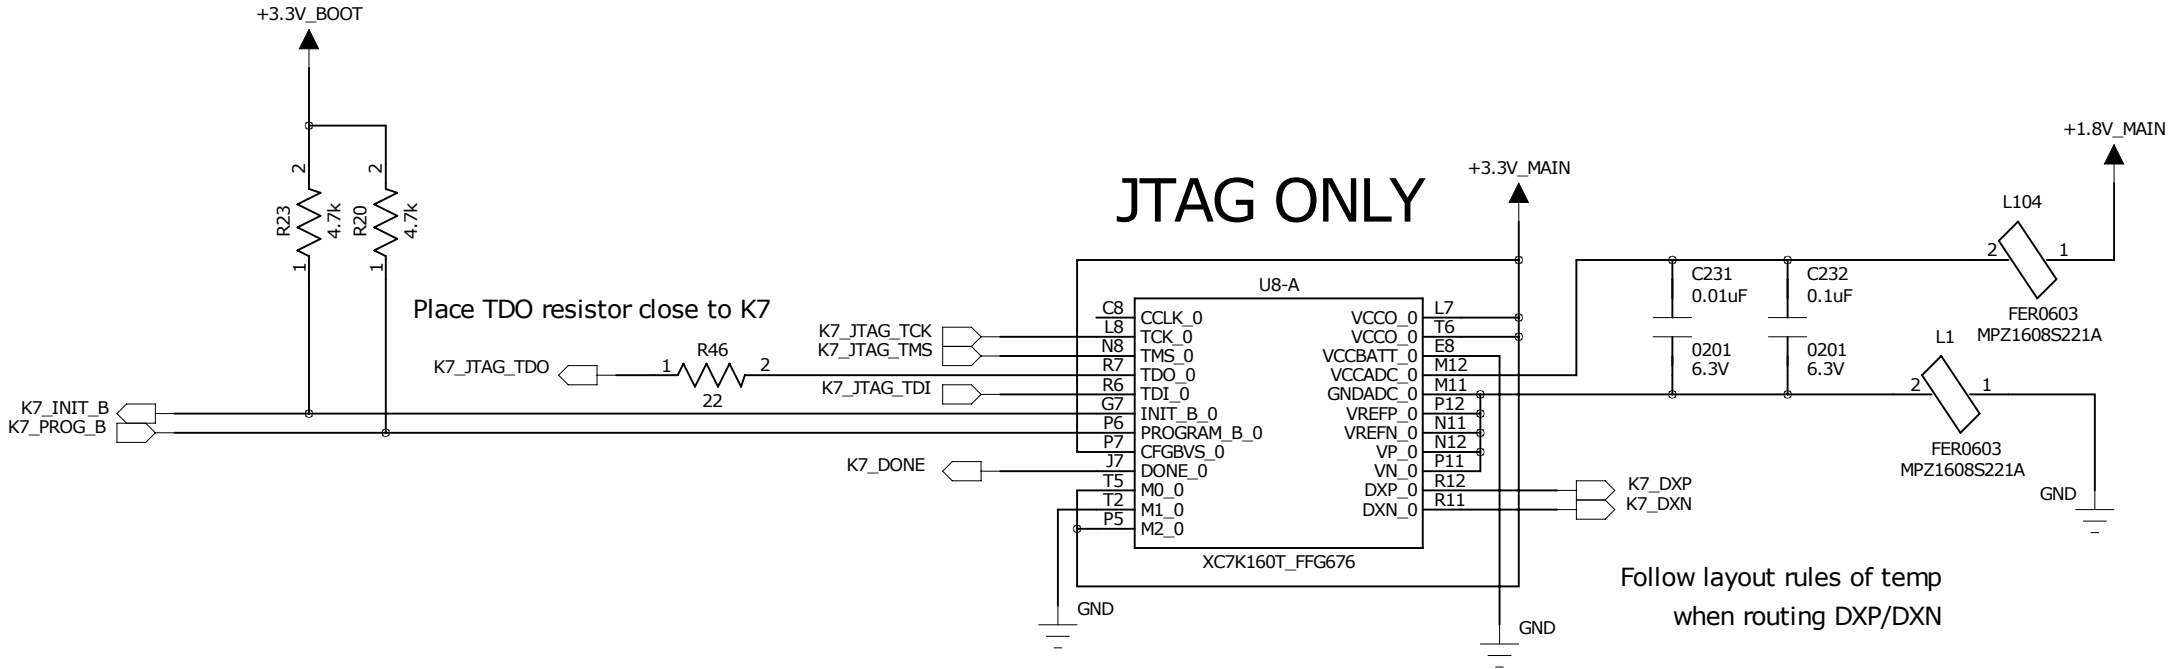 +3.3V_BOOT
2
2
R23
4.7k
R20
4.7k
1
1
Place TDO resistor close to K7
K7_JTAG_TDO
1
R46
2
22
K7_INIT_B
K7_PROG_B
JTAG ONLY
K7_JTAG_TCK
K7_JTAG_TMS
K7_JTAG_TDI
K7_DONE
U8-A
C8 CCLK_0
L8 TCK_0
N8 TMS_0
R7 TDO_0
R6 TDI_0
G7 INIT_B_0
P6 PROGRAM_B_0
P7 CFGBVS_0
J7 DONE_0
T5 M0_0
T2 M1_0
P5 M2_0
VCCO_0 L7
VCCO_0 T6
VCCBATT_0 E8
VCCADC_0 M12
GNDADC_0 M11
VREFP_0 P12
VREFN_0 N11
VP_0 N12
VN_0 P11
DXP_0 R12
DXN_0 R11
XC7K160T_FFG676
GND
GND
+3.3V_MAIN
K7_DXP
K7_DXN
C231
0.01uF
0201
6.3V
C232
0.1uF
0201
6.3V
+1.8V_MAIN
L104
2
1
FER0603
MPZ1608S221A
L1
2
1
FER0603
MPZ1608S221A
GND
Follow layout rules of temp
when routing DXP/DXN